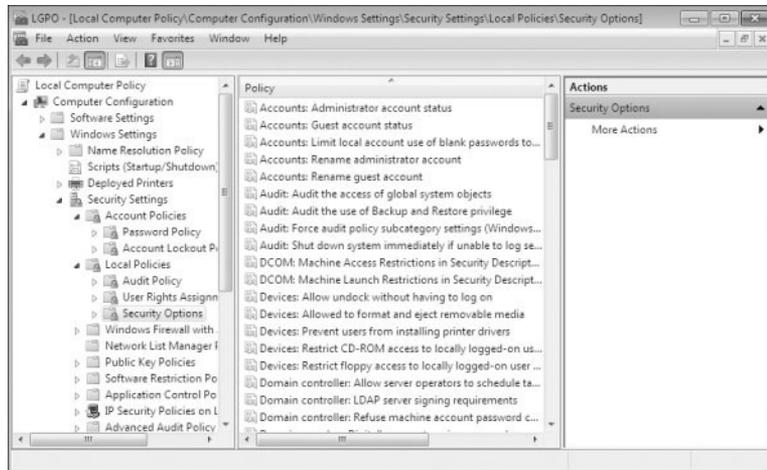 LGPO - [Local Computer Policy\Computer Configuration\Windows Settings\Security Settings\Local Policies\Security Options]
File Action View Favorites Window Help
Local Computer Policy
Computer Configuration
Software Settings
Windows Settings
Name Resolution Policy
Scripts (Startup/Shutdown)
Deployed Printers
Security Settings
Account Policies
Password Policy
Account Lockout P
Local Policies
Audit Policy
User Rights Assignn
Security Options
Windows Firewall with
Network List Manager
Public Key Policies
Software Restriction Po
Application Control Po
IP Security Policies on L
Advanced Audit Policy
Policy
Accounts: Administrator account status
Accounts: Guest account status
Accounts: Limit local account use of blank passwords to...
Accounts: Rename administrator account
Accounts: Rename guest account
Audit: Audit the access of global system objects
Audit: Audit the use of Backup and Restore privilege
Audit: Force audit policy subcategory settings (Windows...
Audit: Shut down system immediately if unable to log se...
DCOM: Machine Access Restrictions in Security Descript...
DCOM: Machine Launch Restrictions in Security Descript...
Devices: Allow undock without having to log on
Devices: Allowed to format and eject removable media
Devices: Prevent users from installing printer drivers
Devices: Restrict CD-ROM access to locally logged-on us...
Devices: Restrict floppy access to locally logged-on user ...
Domain controller: Allow server operators to schedule ta...
Domain controller: LDAP server signing requirements
Domain controller: Refuse machine account password c...
Actions
Security Options
More Actions